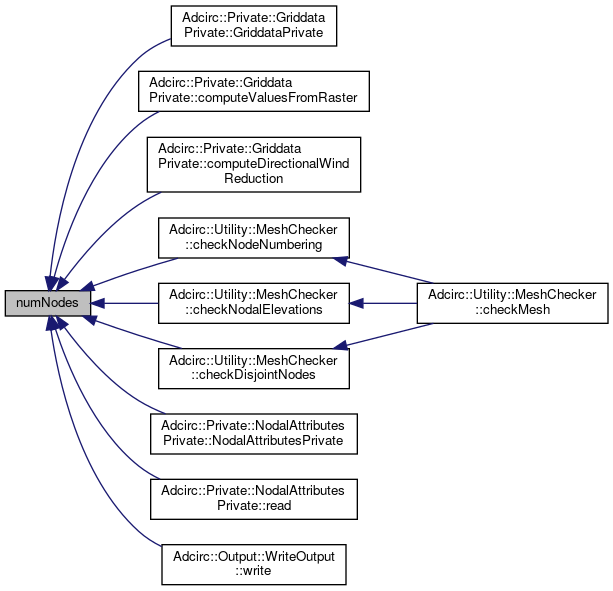 Adcirc::Private::Griddata
Private::GriddataPrivate
Adcirc::Private::Griddata
Private::computeValuesFromRaster
Adcirc::Private::Griddata
Private::computeDirectionalWind
Reduction
Adcirc::Utility::MeshChecker
::checkNodeNumbering
numNodes
Adcirc::Utility::MeshChecker
::checkNodalElevations
Adcirc::Utility::MeshChecker
::checkMesh
Adcirc::Utility::MeshChecker
::checkDisjointNodes
Adcirc::Private::NodalAttributes
Private::NodalAttributesPrivate
Adcirc::Private::NodalAttributes
Private::read
Adcirc::Output::WriteOutput
::write